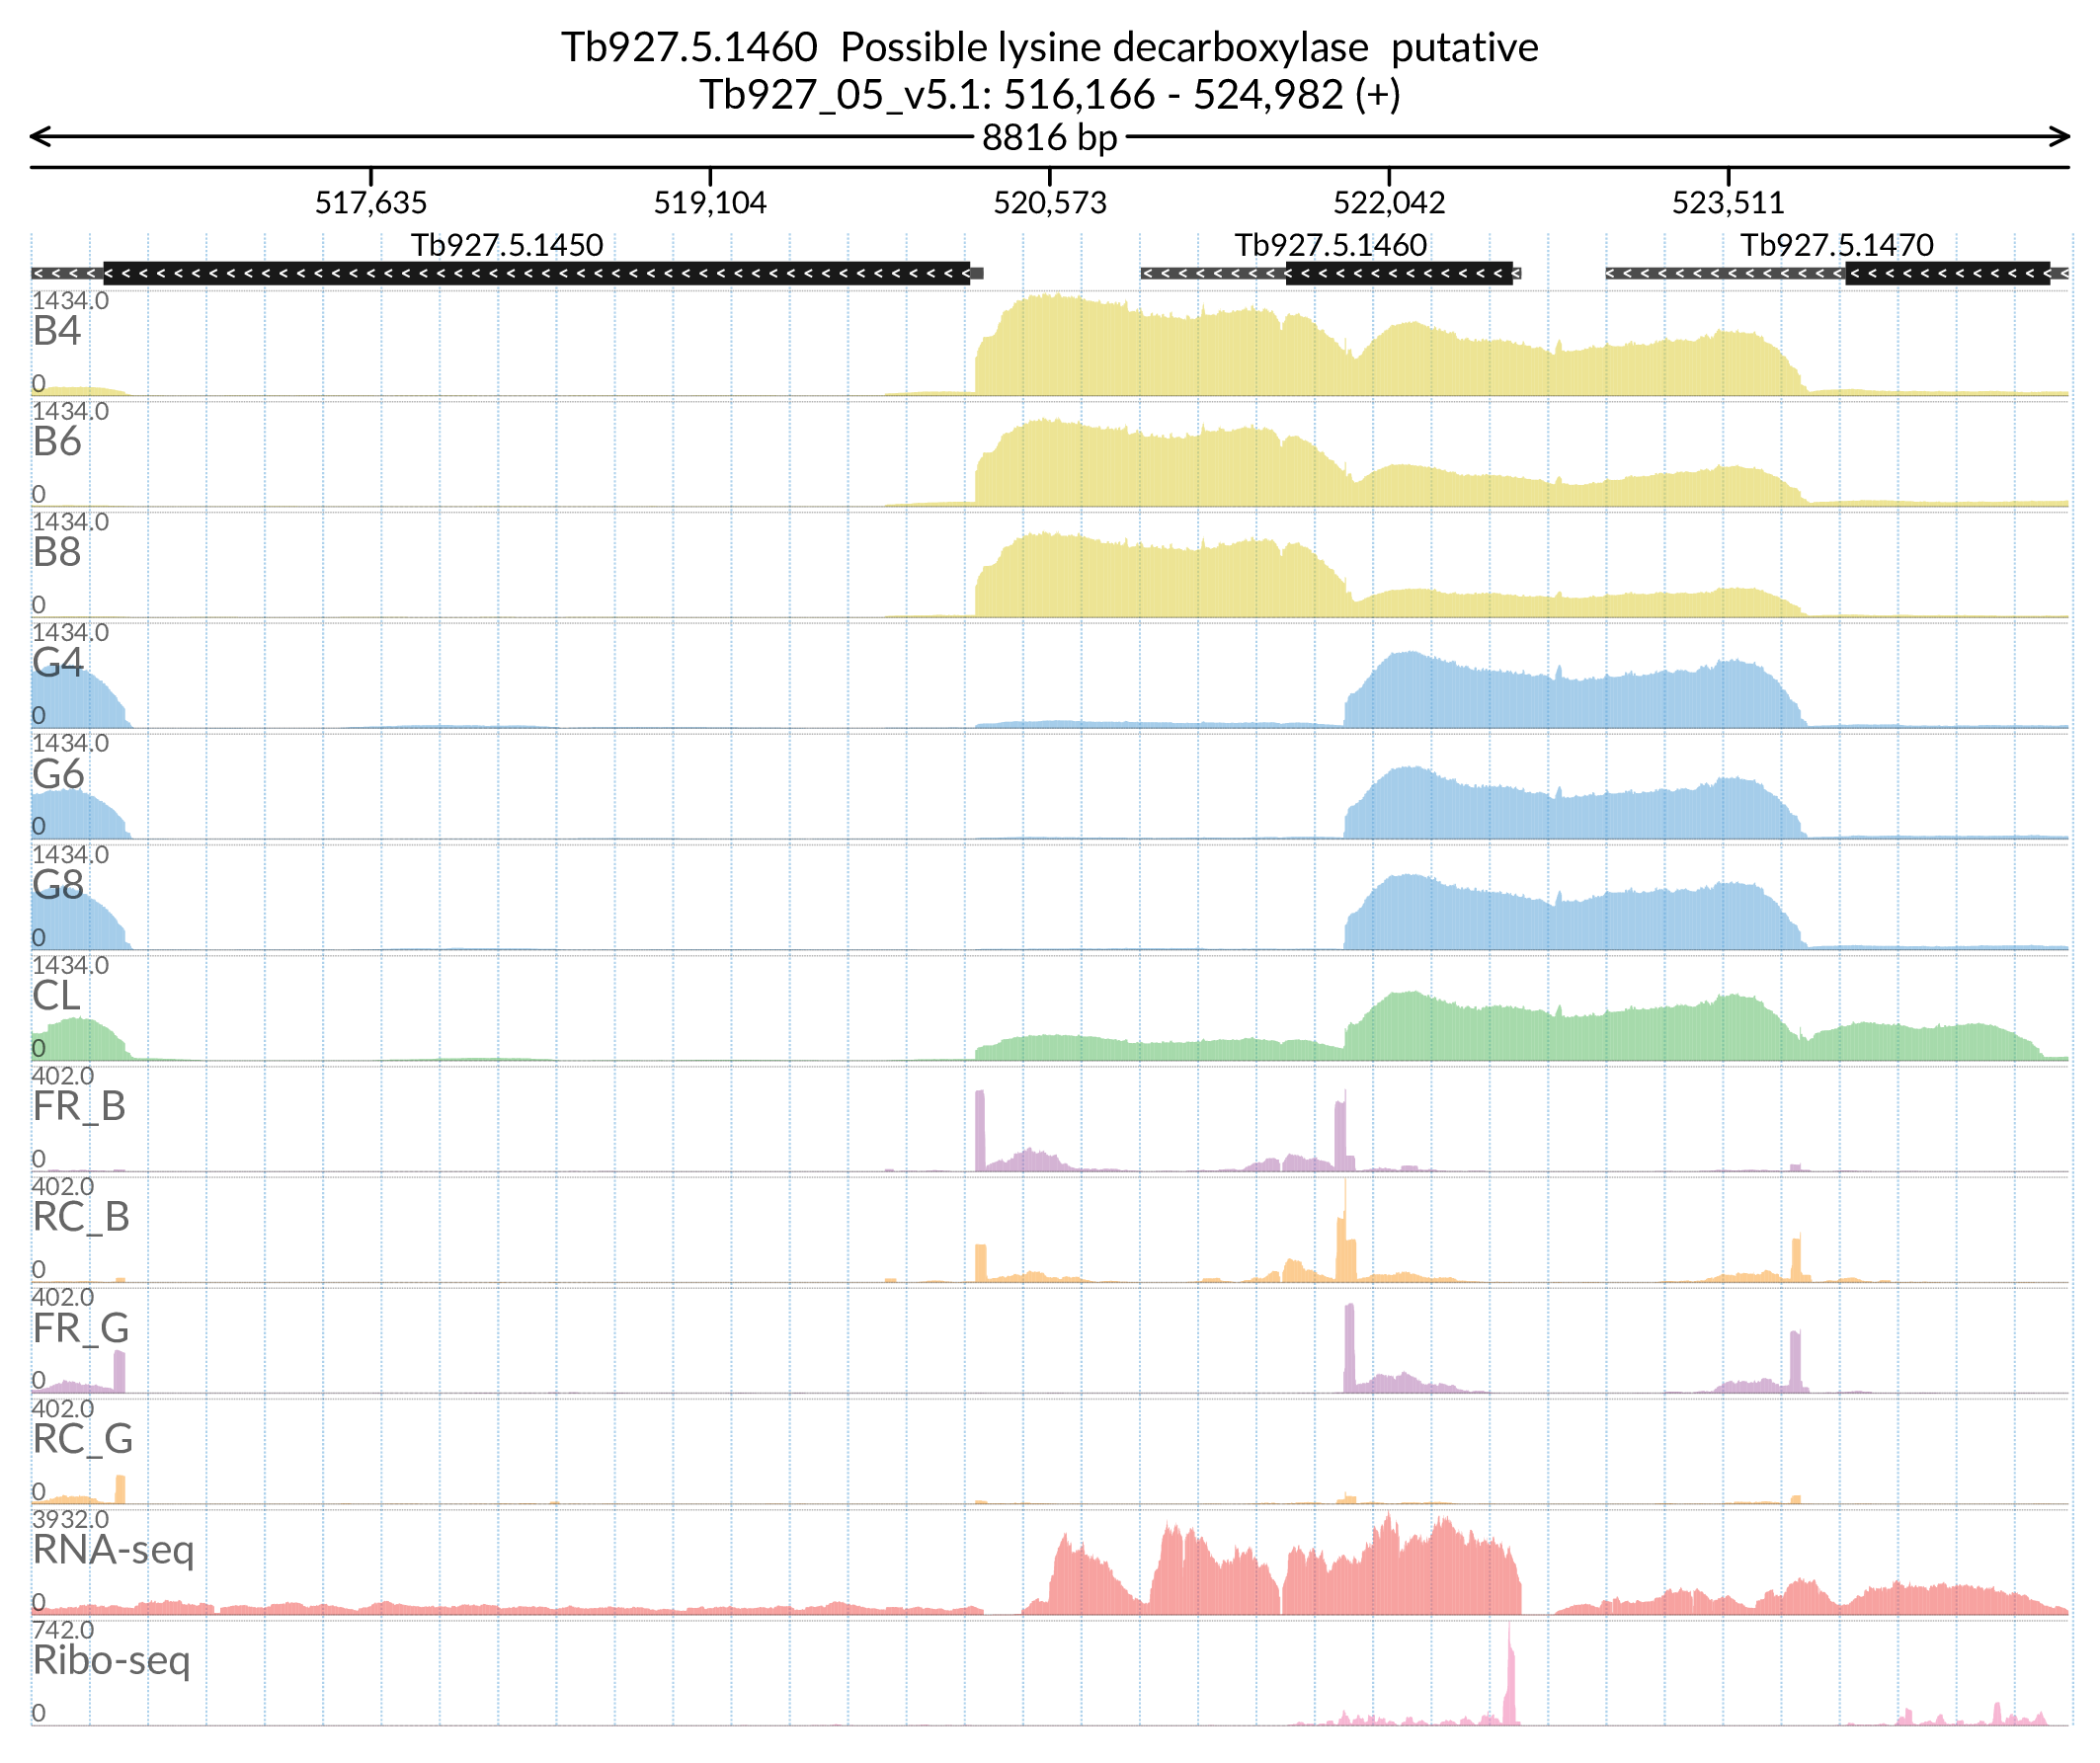 Tb927.5.1460 Possible lysine decarboxylase putative
Tb927_05_v5.1: 516,166 - 524,982 (+)
8816 bp
517,635 519,104 520,573 522,042 523,511
Tb927.5.1450 Tb927.5.1460 Tb927.5.1470
1434.0
B4
0
1434.0
B6
0
1434.0
B8
0
1434.0
G4
0
1434.0
G6
0
1434.0
G8
0
1434.0
CL
0
402.0
FR_B
0
402.0
RC_B
0
402.0
FR_G
0
402.0
RC_G
0
3932.0
RNA-seq
0
742.0
Ribo-seq
0